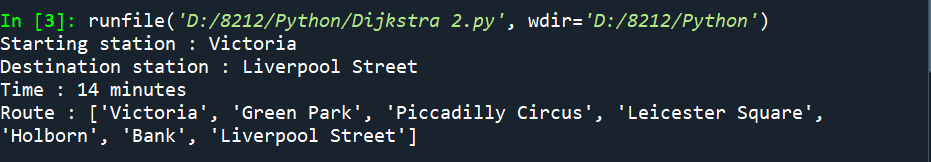 In [3]: runfile('D:/8212/Python/Dijkstra 2.py', wdir='D:/8212/Python')
Starting station : Victoria
Destination station : Liverpool Street
Time : 14 minutes
Route : ['Victoria', 'Green Park', 'Piccadilly Circus', 'Leicester Square',
'Holborn', 'Bank', 'Liverpool Street']